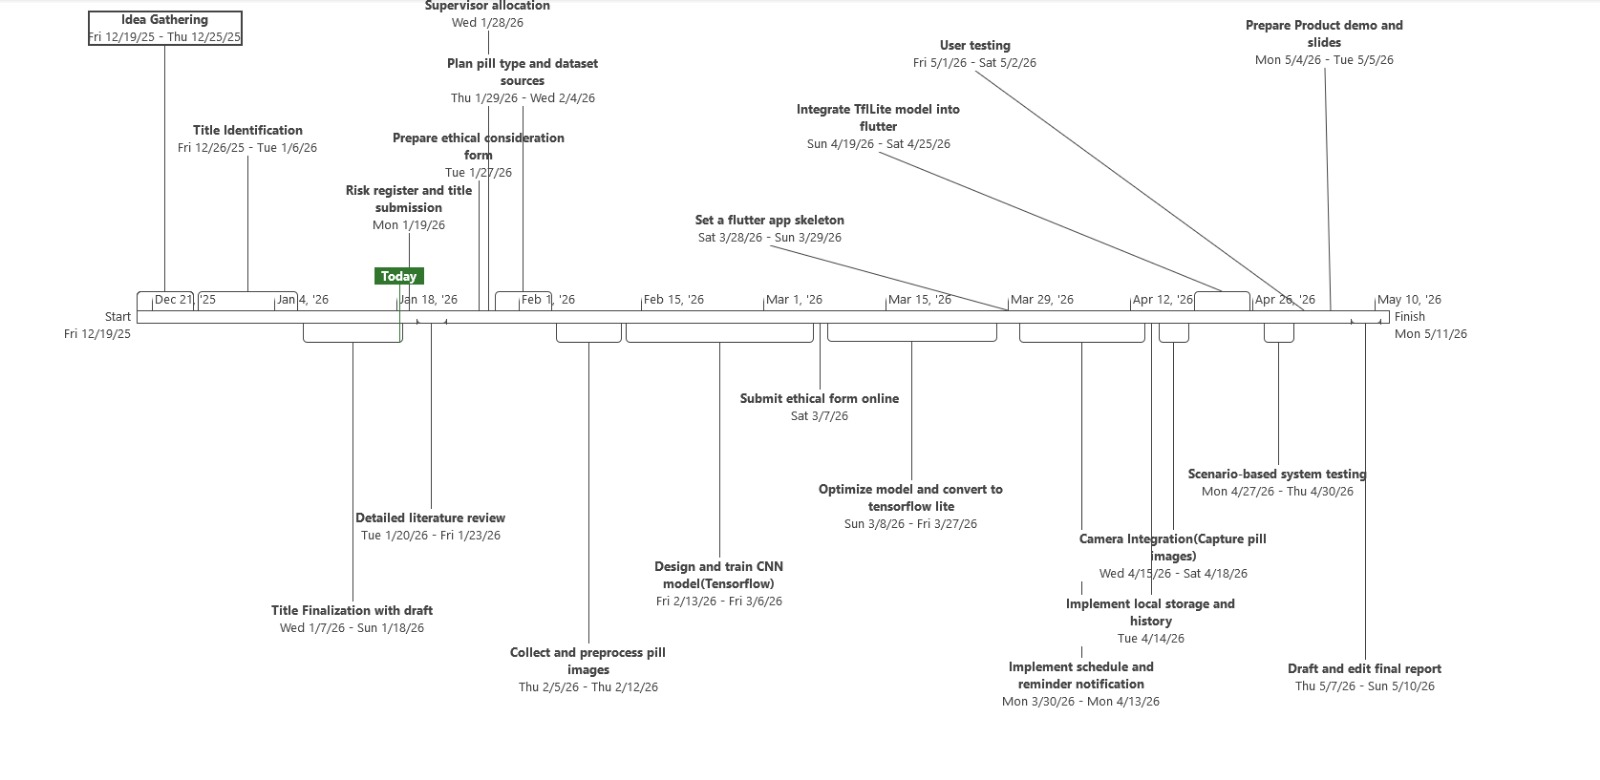 Supervisor allocation
Wed 1/28/26
Idea Gathering
Fri 12/19/25 - Thu 12/25/25
Prepare Product demo and
slides
Mon 5/4/26 - Tue 5/5/26
User testing
Fri 5/1/26 - Sat 5/2/26
Plan pill type and dataset
sources
Thu 1/29/26 - Wed 2/4/26
Integrate TflLite model into
flutter
Sun 4/19/26 - Sat 4/25/26
Title Identification
Fri 12/26/25 - Tue 1/6/26
Prepare ethical consideration
form
Tue 1/27/26
Risk register and title
submission
Mon 1/19/26
Set a flutter app skeleton
Sat 3/28/26 - Sun 3/29/26
Today
Dec 21, '25
Jan 4, '26
Jan 18, '26
Feb 1, '26
Feb 15, '26
Mar 1, '26
Mar 15, '26
Mar 29, '26
Apr 12, '26
Apr 26, '26
May 10, '26
Start
Fri 12/19/25
Finish
Mon 5/11/26
Submit ethical form online
Sat 3/7/26
Scenario-based system testing
Mon 4/27/26 - Thu 4/30/26
Optimize model and convert to
tensorflow lite
Sun 3/8/26 - Fri 3/27/26
Detailed literature review
Tue 1/20/26 - Fri 1/23/26
Camera Integration(Capture pill
images)
Wed 4/15/26 - Sat 4/18/26
Design and train CNN
model(Tensorflow)
Fri 2/13/26 - Fri 3/6/26
Title Finalization with draft
Wed 1/7/26 - Sun 1/18/26
Implement local storage and
history
Tue 4/14/26
Collect and preprocess pill
images
Thu 2/5/26 - Thu 2/12/26
Implement schedule and
reminder notification
Mon 3/30/26 - Mon 4/13/26
Draft and edit final report
Thu 5/7/26 - Sun 5/10/26